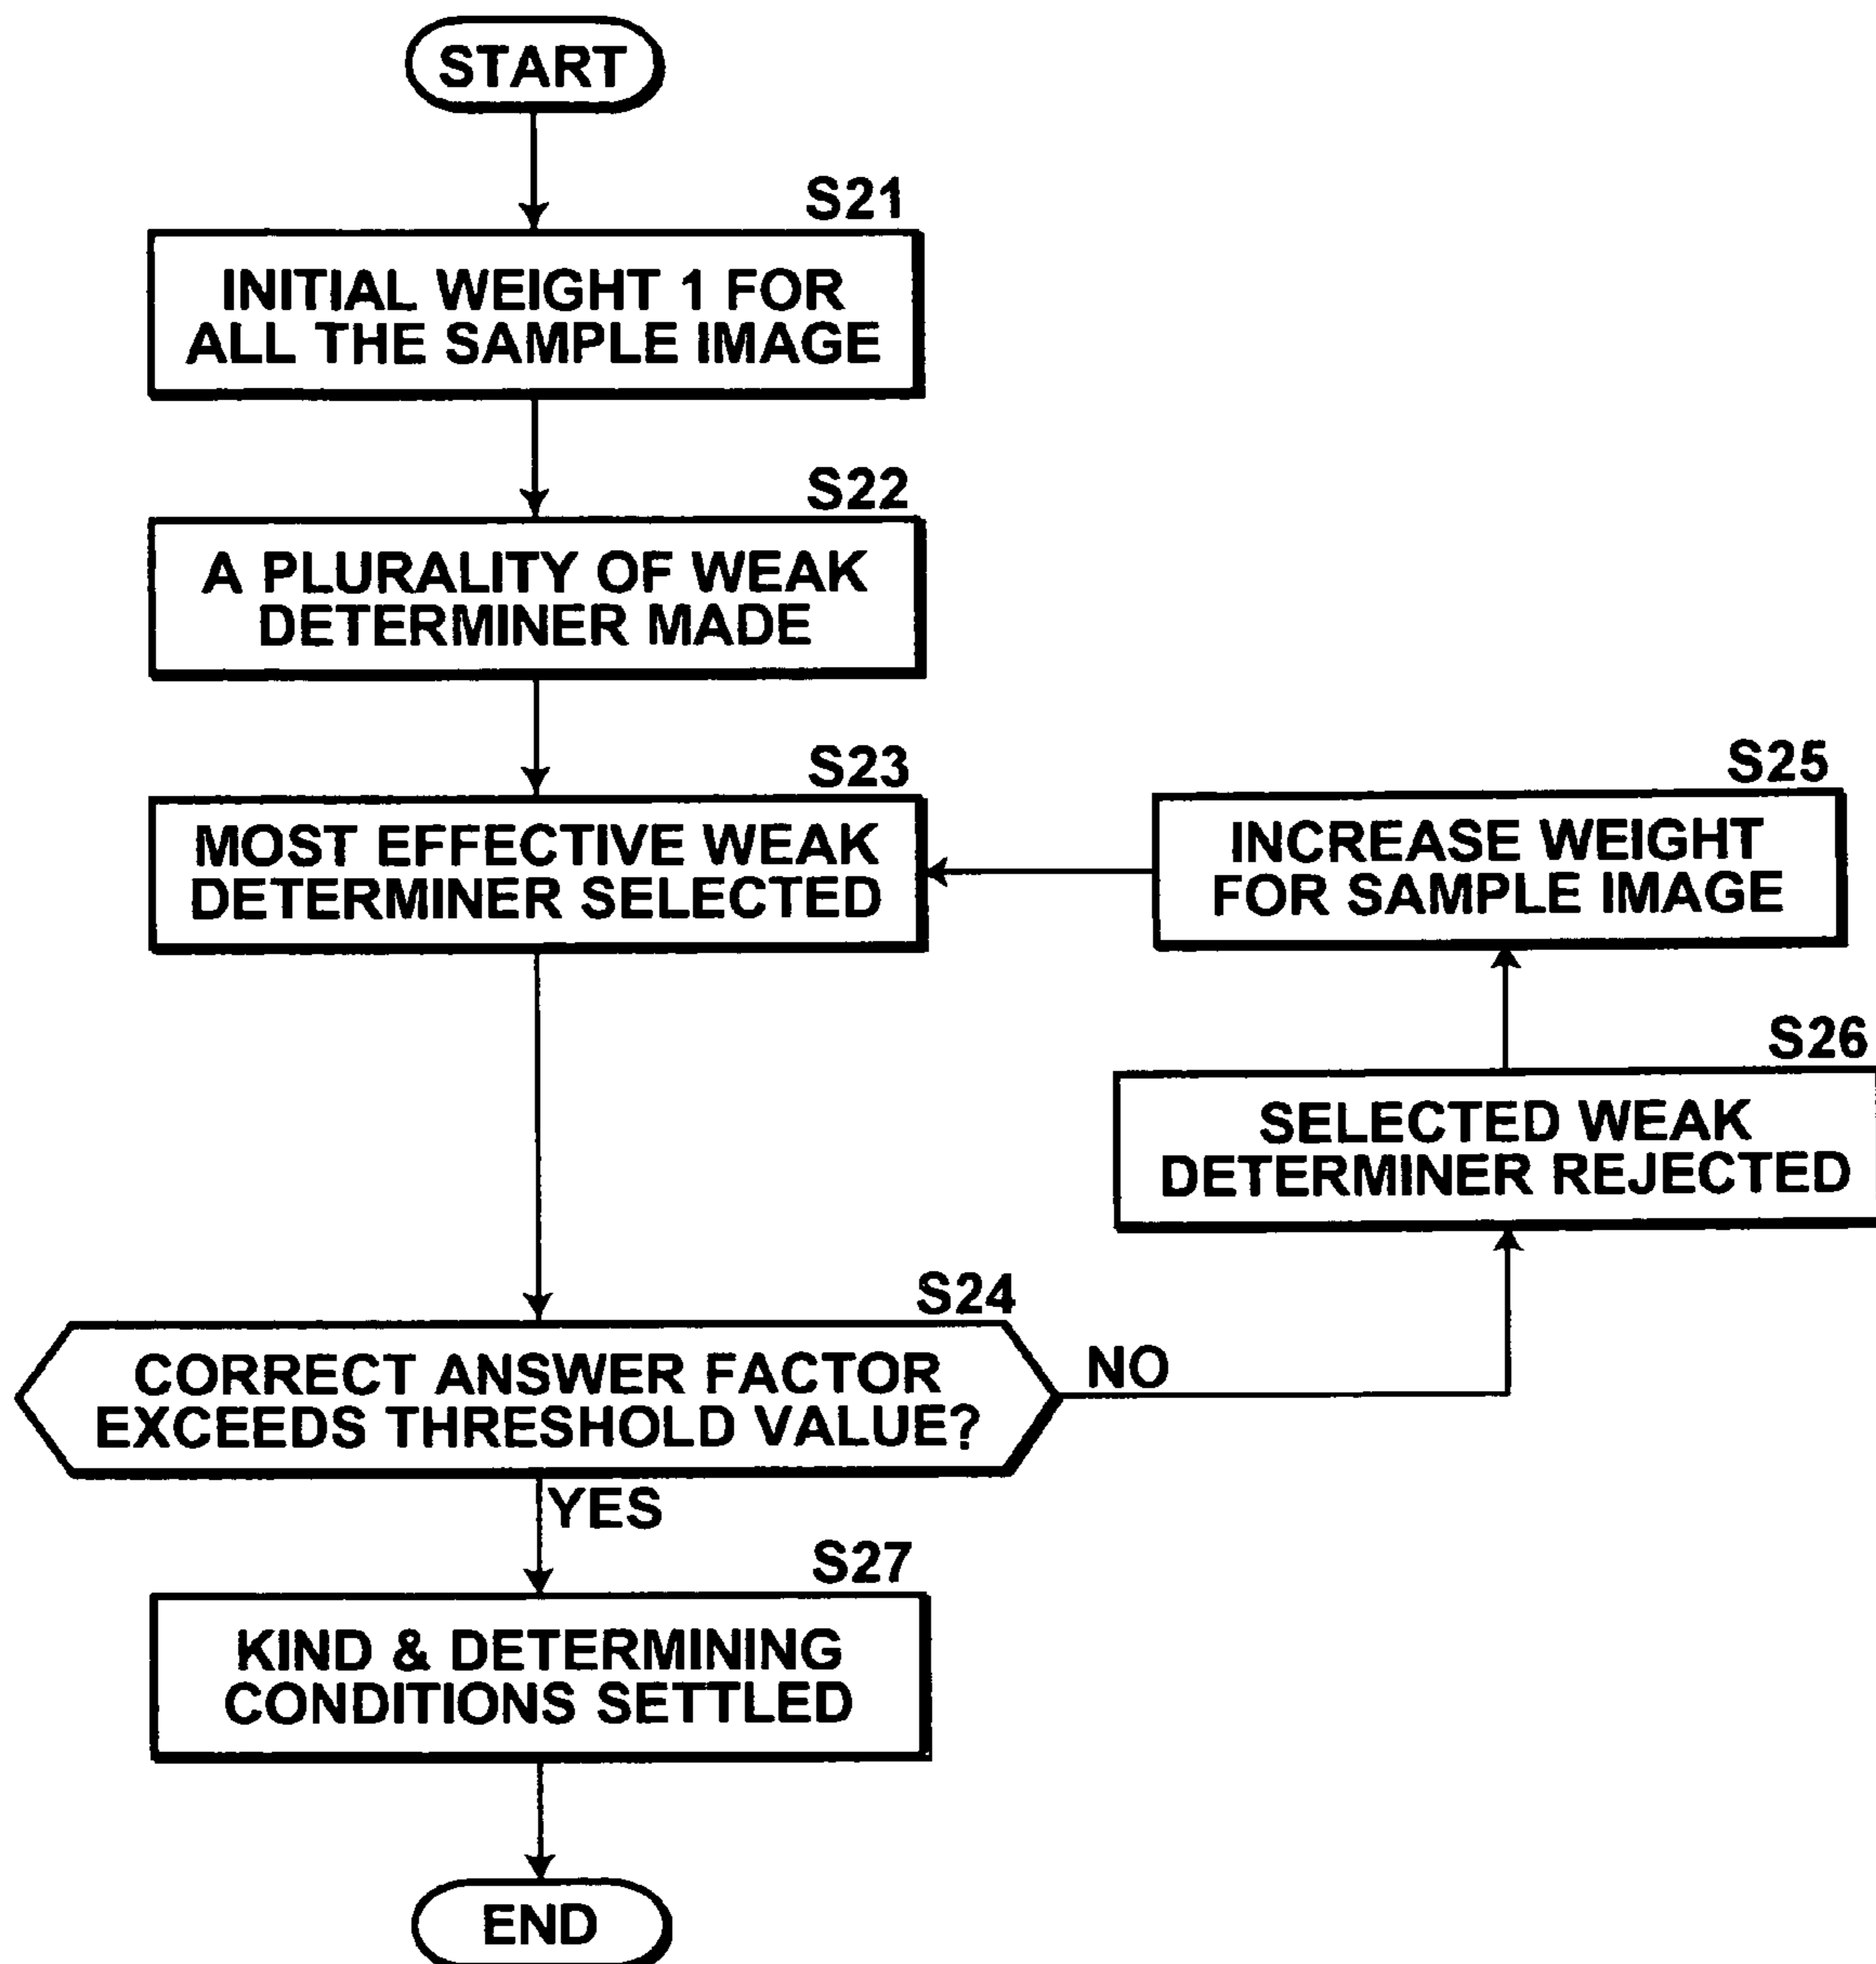 START
S21
INITIAL WEIGHT 1 FOR
ALL THE SAMPLE IMAGE
S22
A PLURALITY OF WEAK
DETERMINER MADE
S23
MOST EFFECTIVE WEAK
DETERMINER SELECTED
S25
INCREASE WEIGHT
FOR SAMPLE IMAGE
S26
SELECTED WEAK
DETERMINER REJECTED
S24
CORRECT ANSWER FACTOR
EXCEEDS THRESHOLD VALUE?
NO
YES
S27
KIND & DETERMINING
CONDITIONS SETTLED
END